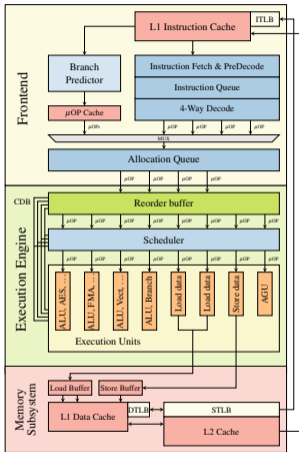 Frontend
L1 Instruction Cache
ITLB
Branch
Predictor
Instruction Fetch & PreDecode
Instruction Queue
4-Way Decode
μOP Cache
μOPs
μOP
μOP
μOP
μOP
MUX
Allocation Queue
μOP
μOP
μOP
μOP
Execution Engine
CDB
Reorder buffer
μOP
μOP
μOP
μOP
μOP
μOP
μOP
μOP
Scheduler
μOP
μOP
μOP
μOP
μOP
μOP
μOP
μOP
ALU, AES, ...
ALU, FMA, ...
ALU, Vect, ...
ALU, Branch
Load data
Load data
Store data
AGU
Execution Units
Memory
Subsystem
Load Buffer
Store Buffer
L1 Data Cache
DTLB
STLB
L2 Cache